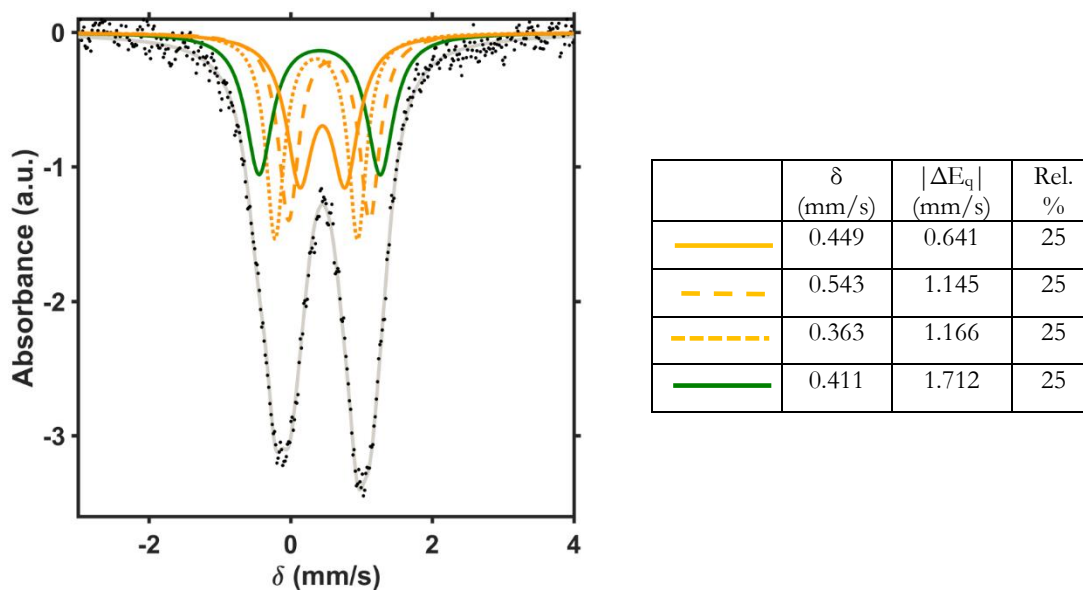 0
-1
-2
-3
Absorbance (a.u.)
-2 0 2 4
δ (mm/s)
δ (mm/s) |ΔEq| (mm/s) Rel. %
0.449 0.641 25
0.543 1.145 25
0.363 1.166 25
0.411 1.712 25